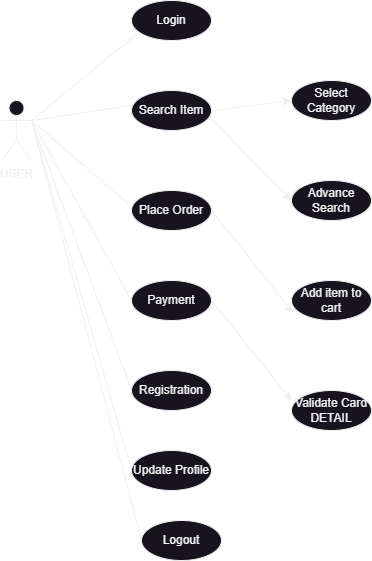 Login
Search Item
Select
Category
USER
Advance
Search
Place Order
Payment
Add item to
cart
Registration
Validate Card
DETAIL
Update Profile
Logout